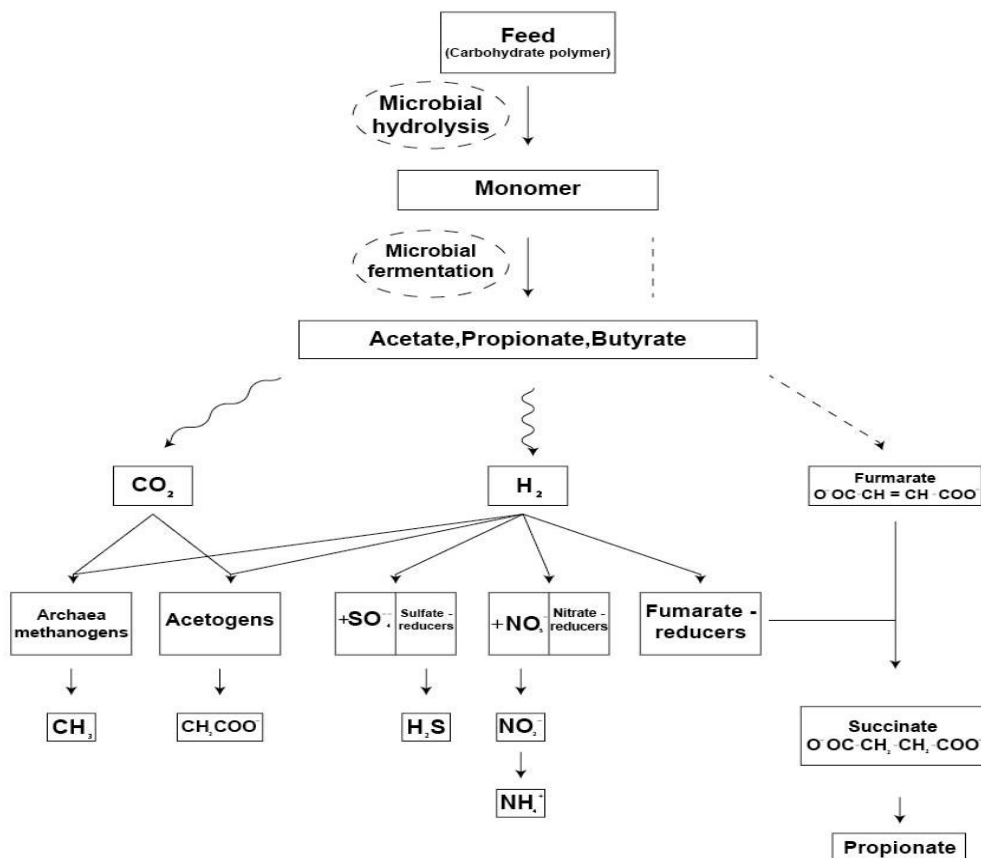 Feed
(Carbohydrate polymer)
Microbial
hydrolysis
Monomer
Microbial
fermentation
Acetate,Propionate,Butyrate
CO₂
H₂
Furmarate
O⁻OC-CH = CH-COO⁻
Archaea
methanogens
Acetogens
+SO₄⁻⁻
Sulfate -
reducers
+NO₃⁻
Nitrate -
reducers
Fumarate -
reducers
CH₃
CH₂COO⁻
H₂S
NO₂⁻
NH₄⁺
Succinate
O⁻OC-CH₂-CH₂-COO⁻
Propionate